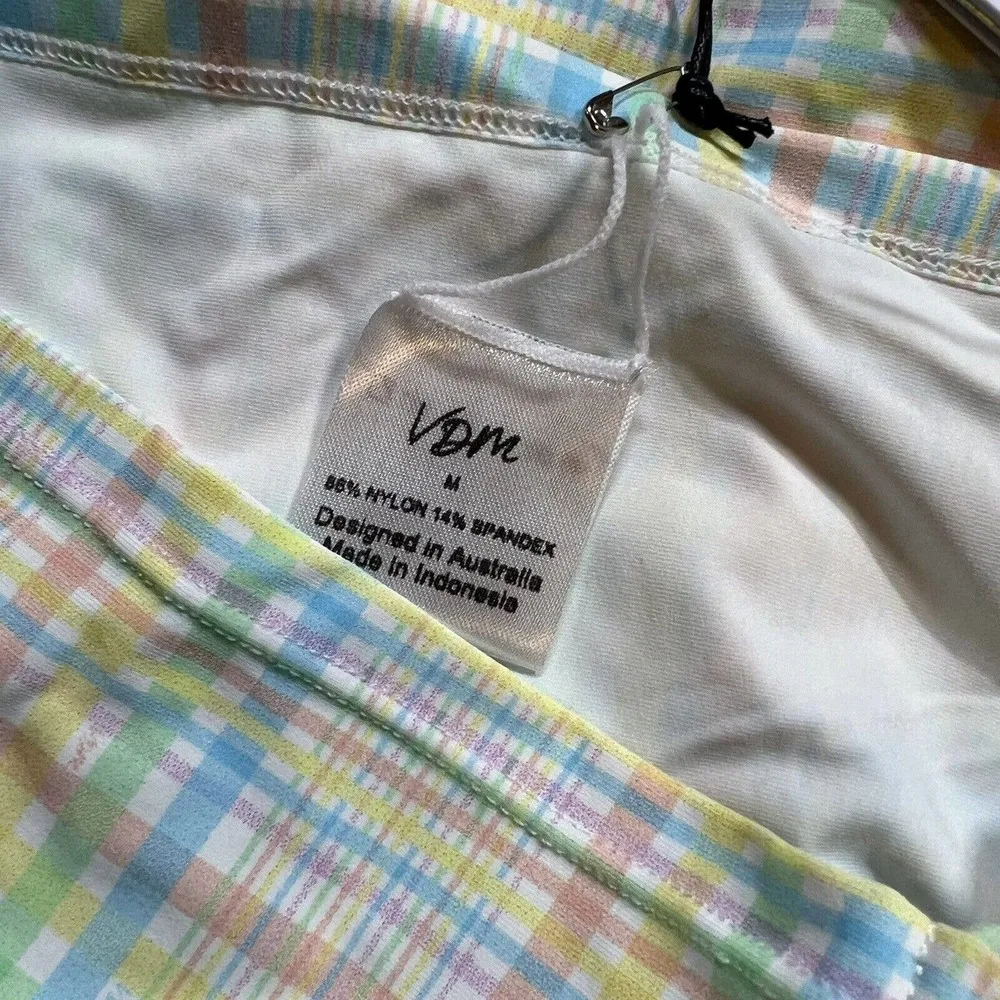 VDM
M
86% NYLON 14% SPANDEX
Designed in Australia
Made in Indonesia